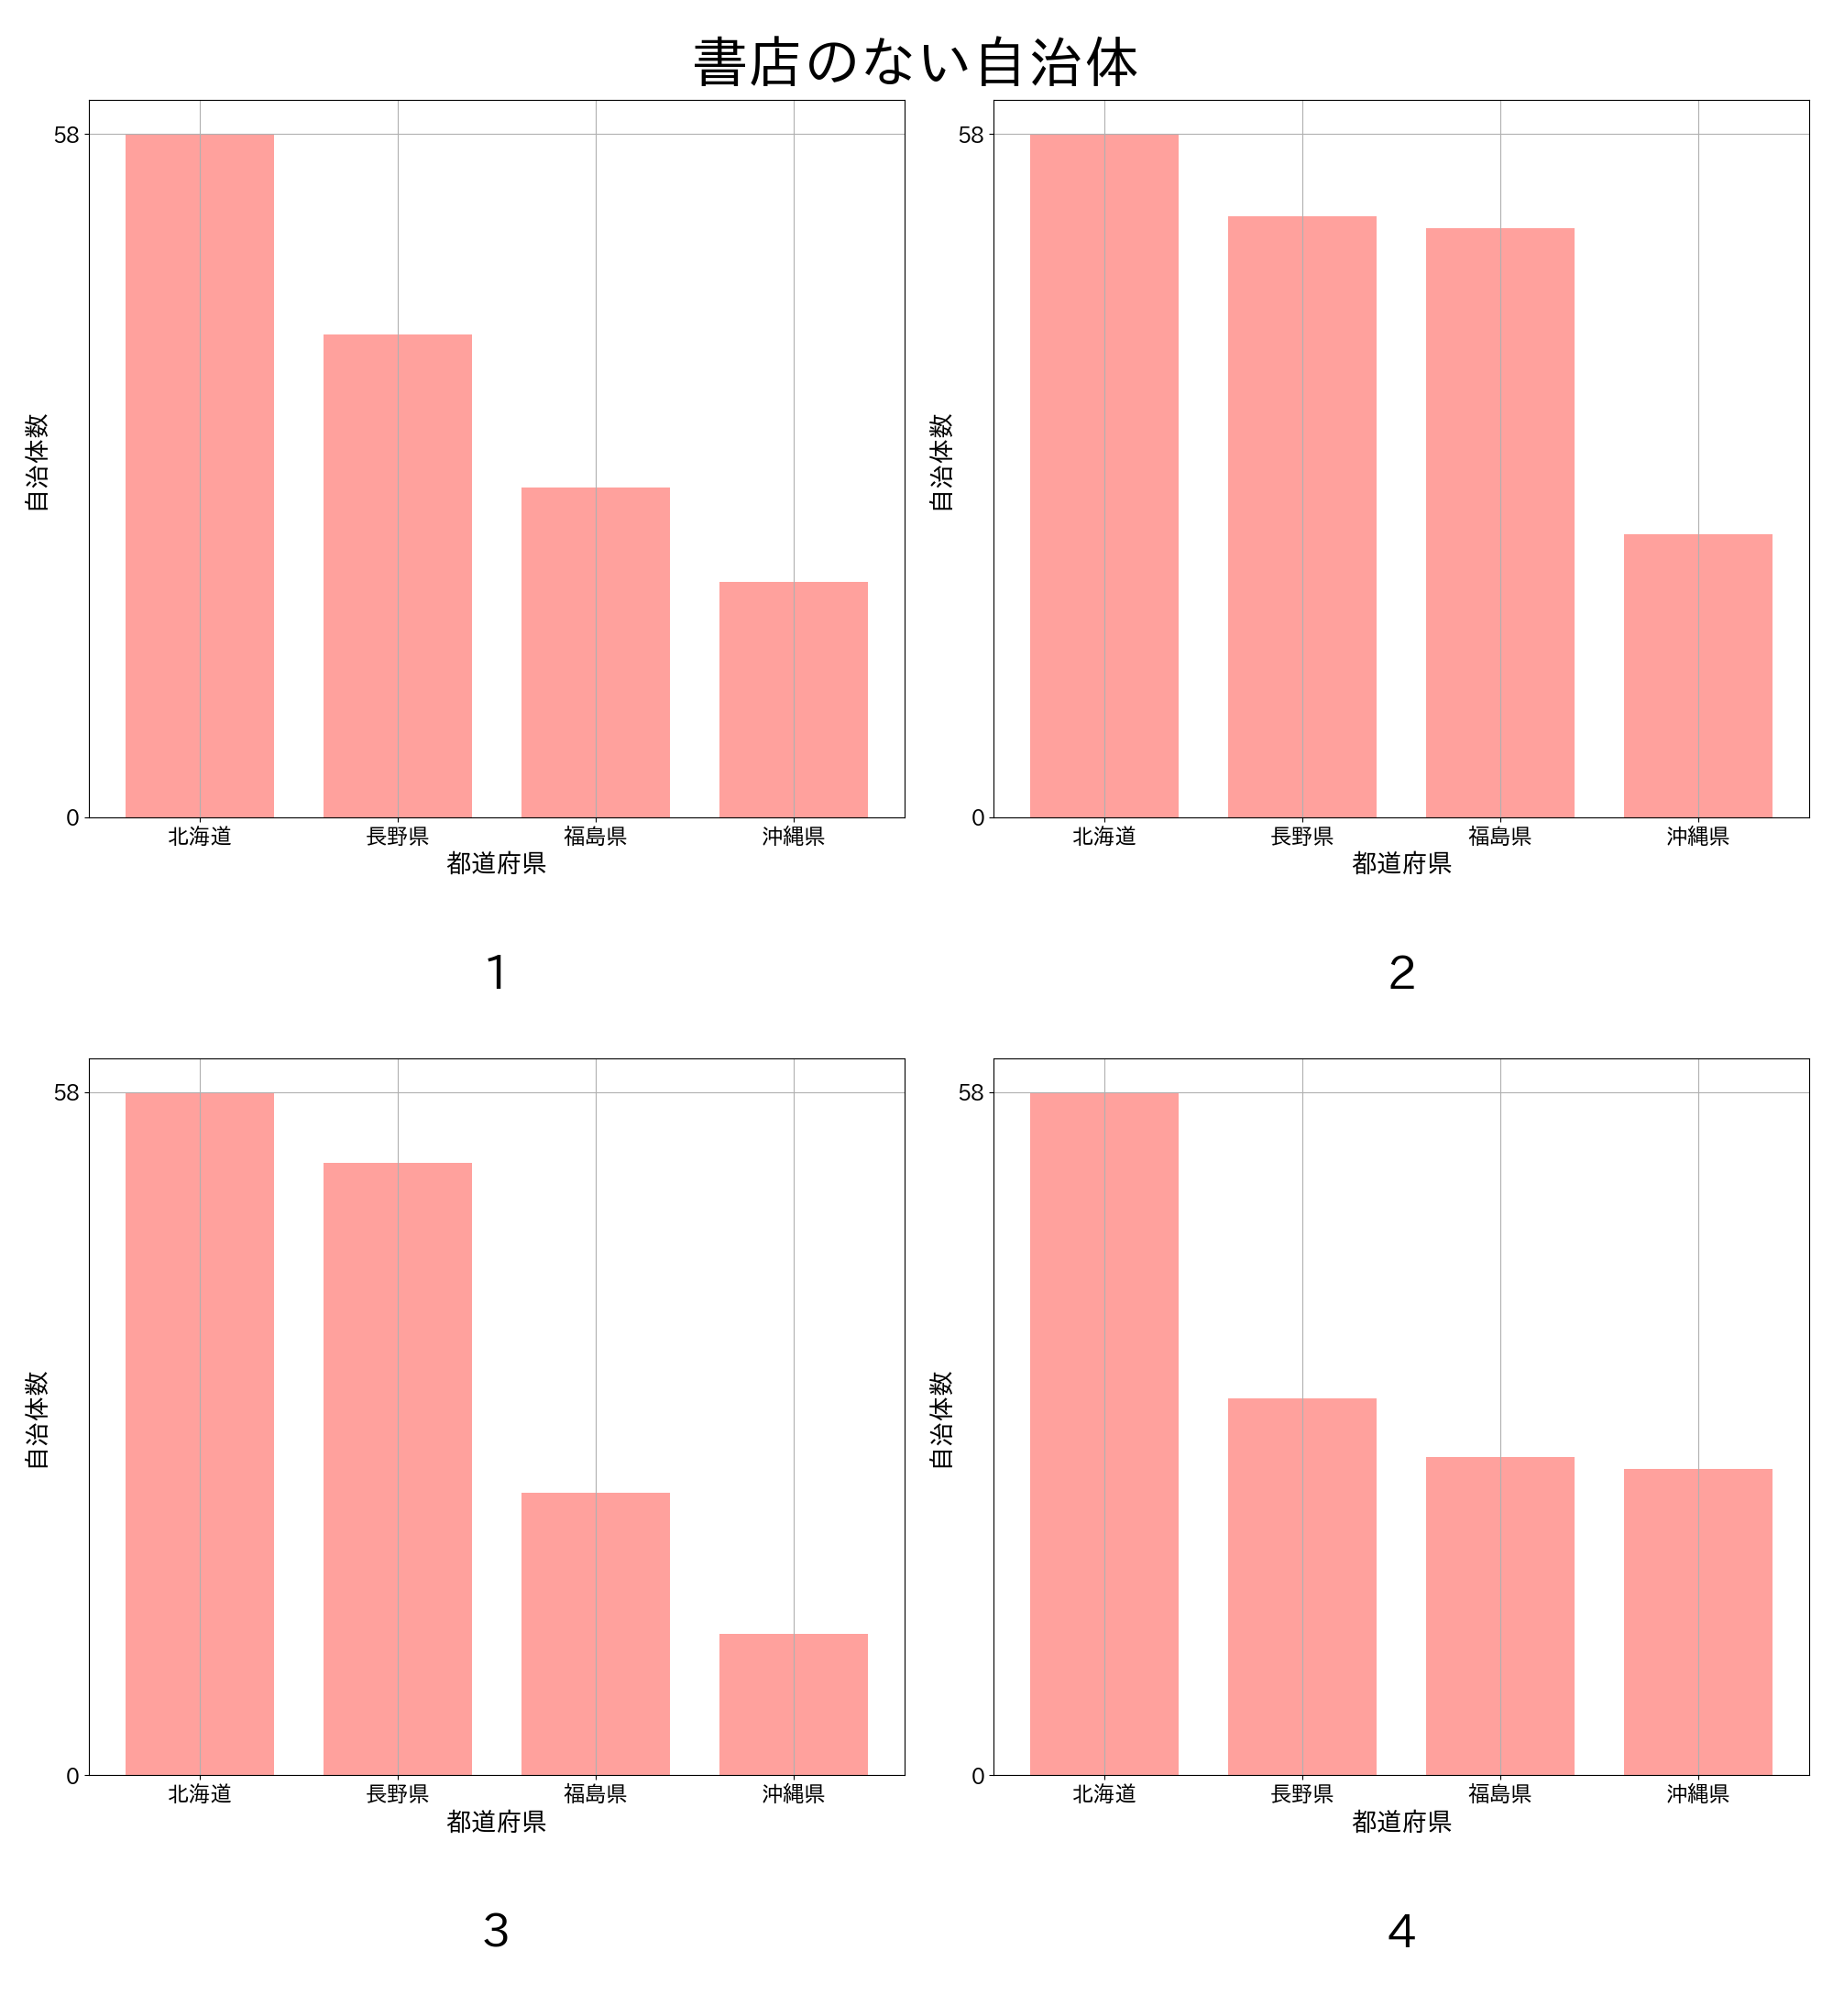 書店のない自治体
58
0
自治体数
北海道 長野県 福島県 沖縄県
都道府県
1
58
0
自治体数
北海道 長野県 福島県 沖縄県
都道府県
2
58
0
自治体数
北海道 長野県 福島県 沖縄県
都道府県
3
58
0
自治体数
北海道 長野県 福島県 沖縄県
都道府県
4